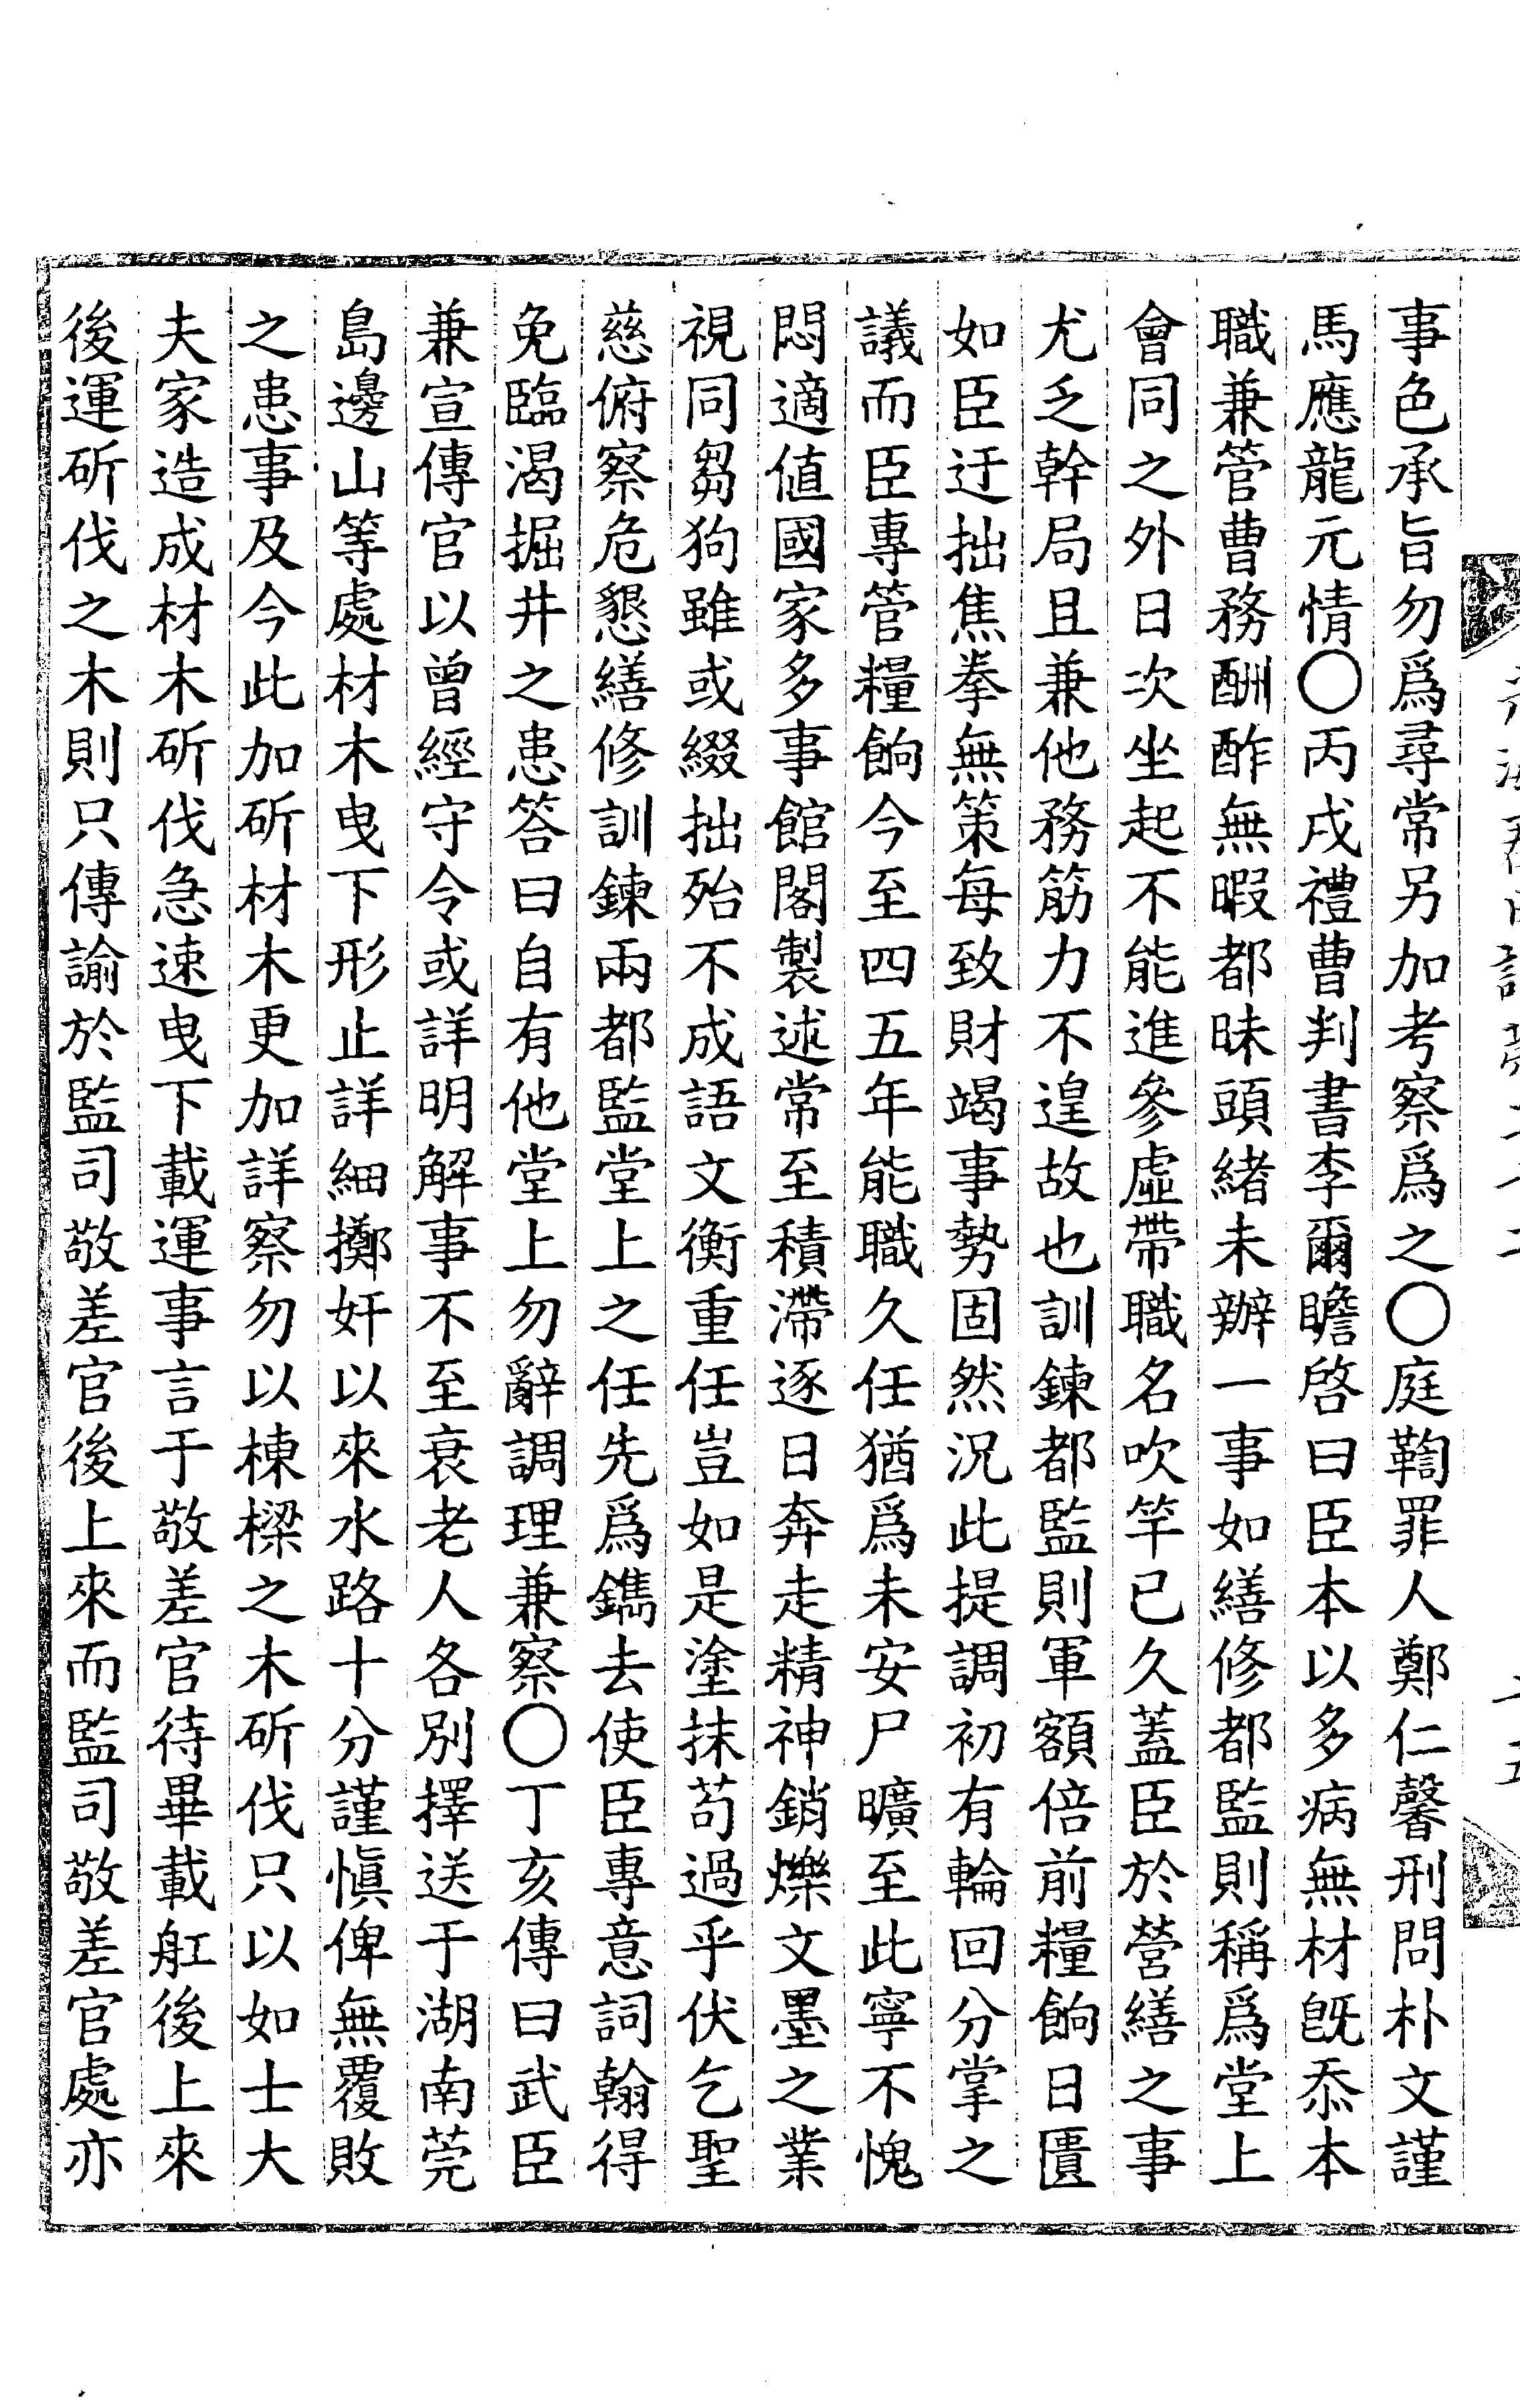 事色承旨勿爲尋常另加考察爲之〇庭鞫罪人鄭仁馨刑問朴文謹
馬應龍元情〇丙戌禮曹判書李爾瞻啓曰臣本以多病無材旣忝本
職兼管曹務酬酢無暇都昧頭緖未辦一事如繕修都監則稱爲堂上
會同之外日次坐起不能進參虛帶職名吹竽已久蓋臣於營繕之事
尤乏幹局且兼他務筋力不遑故也訓鍊都監則軍額倍前糧餉日匱
如臣迂拙焦拳無策每致財竭事勢固然況此提調初有輪回分掌之
議而臣專管糧餉今至四五年能職久任猶爲未安尸曠至此寧不愧
悶適値國家多事館閣製述常至積滯逐日奔走精神銷爍文墨之業
視同芻狗雖或綴拙殆不成語文衡重任豈如是塗抹苟過乎伏乞聖
慈俯察危懇繕修訓鍊兩都監堂上之任先爲鐫去使臣專意詞翰得
免臨渴掘井之患答曰自有他堂上勿辭調理兼察〇丁亥傳曰武臣
兼宣傳官以曾經守令或詳明解事不至衰老人各別擇送于湖南莞
島邊山等處材木曳下形止詳細擲奸以來水路十分謹愼俾無覆敗
之患事及今此加斫材木更加詳察勿以棟樑之木斫伐只以如士大
夫家造成材木斫伐急速曳下載運事言于敬差官待畢載舡後上來
後運斫伐之木則只傳諭於監司敬差官後上來而監司敬差官處亦